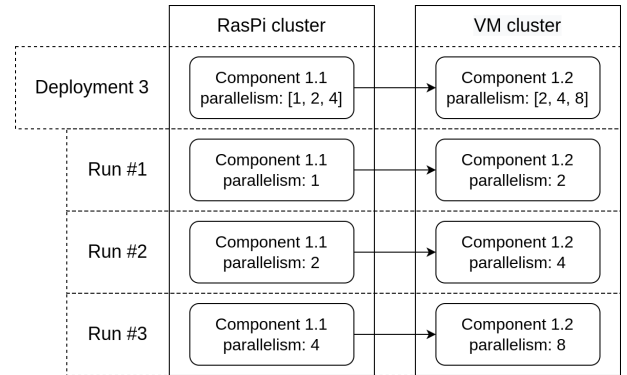 RasPi cluster
VM cluster
Deployment 3
Component 1.1
parallelism: [1, 2, 4]
Component 1.2
parallelism: [2, 4, 8]
Run #1
Component 1.1
parallelism: 1
Component 1.2
parallelism: 2
Run #2
Component 1.1
parallelism: 2
Component 1.2
parallelism: 4
Run #3
Component 1.1
parallelism: 4
Component 1.2
parallelism: 8